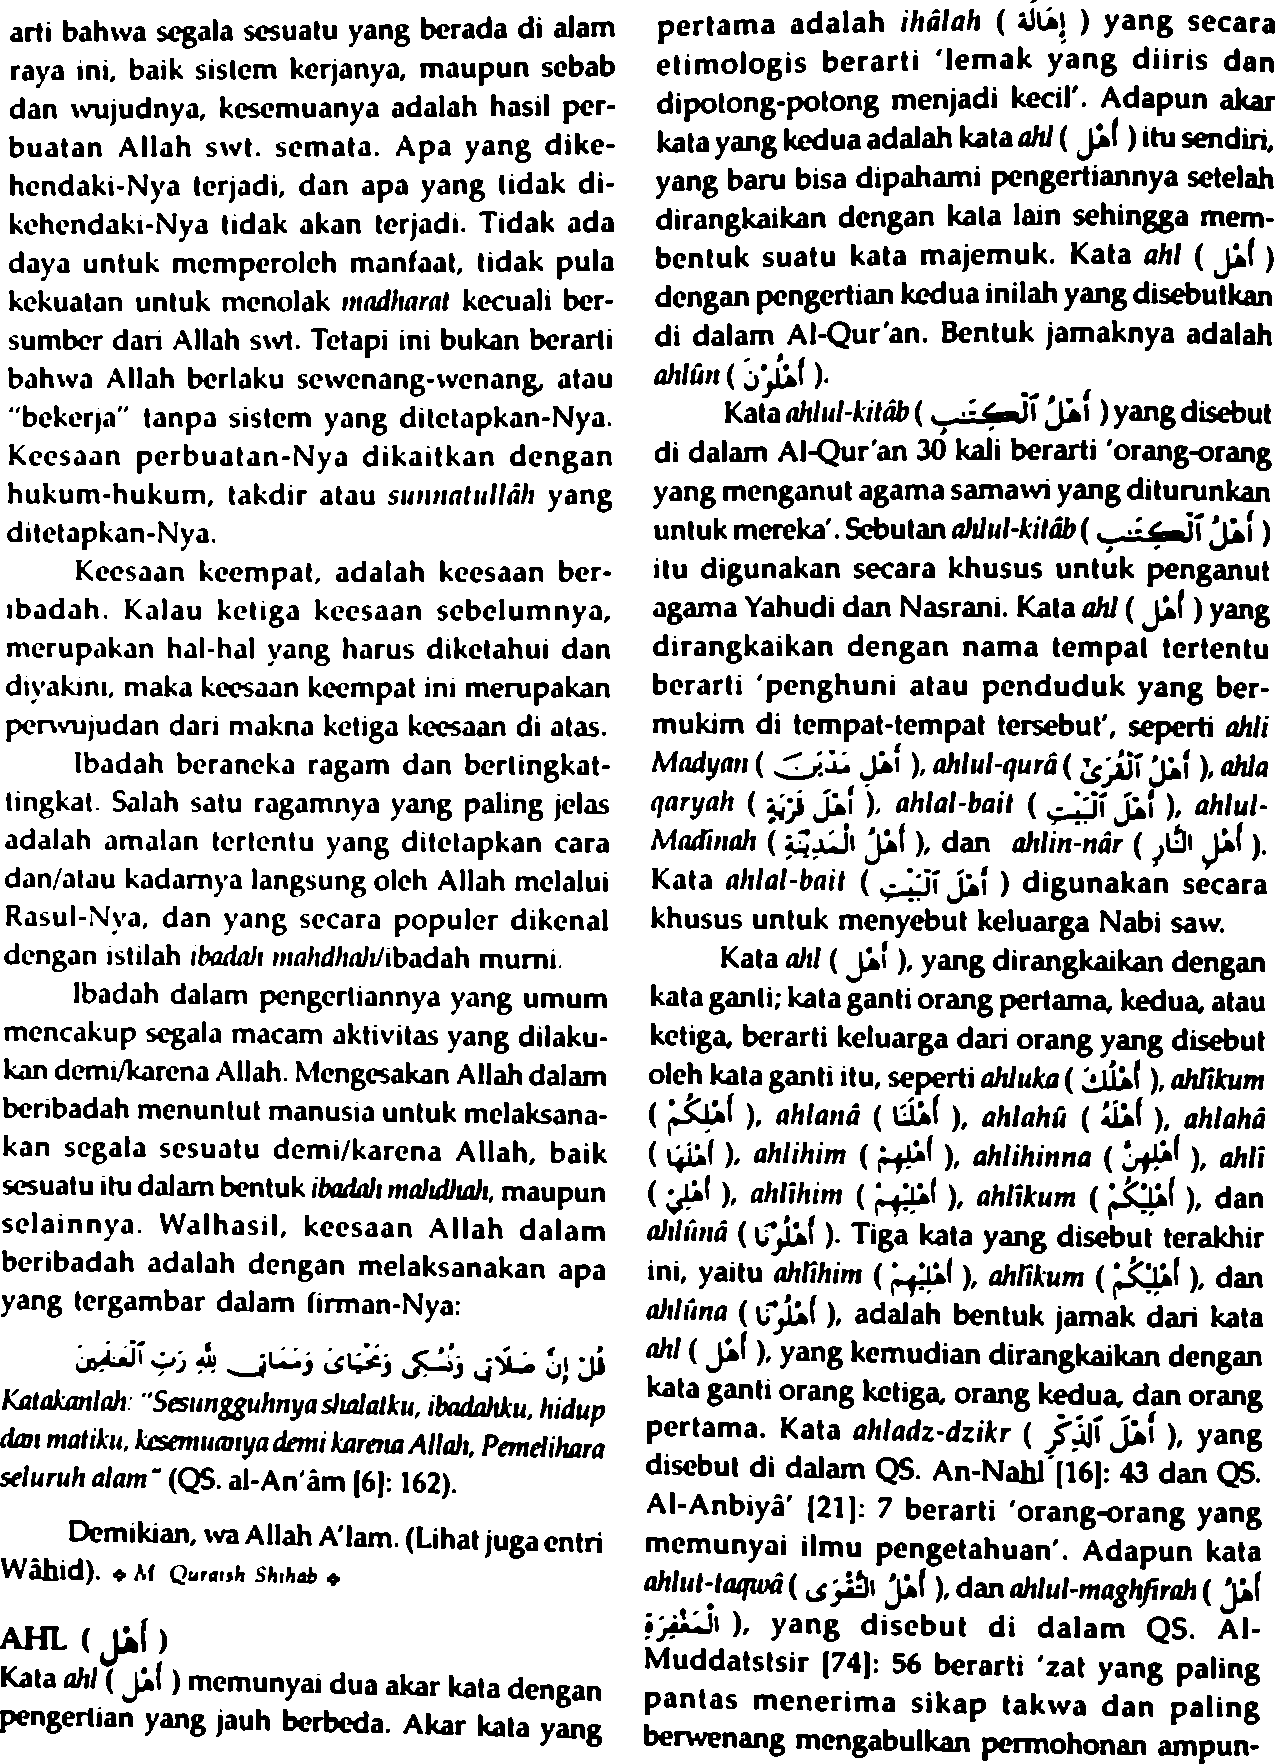 arti bahwa segala sesuatu yang berada di alam
raya ini, baik sistem kerjanya, maupun sebab
dan wujudnya, kesemuanya adalah hasil per-
buatan Allah swt. semata. Apa yang dike-
hendaki-Nya terjadi, dan apa yang tidak di-
kehendaki-Nya tidak akan terjadi. Tidak ada
daya untuk memperoleh manfaat, tidak pula
kekuatan untuk menolak madharat kecuali ber-
sumber dari Allah swt. Tetapi ini bukan berarti
bahwa Allah berlaku sewenang-wenang, atau
"bekerja" tanpa sistem yang ditetapkan-Nya.
Keesaan perbuatan-Nya dikaitkan dengan
hukum-hukum, takdir atau sunnatullâh yang
ditetapkan-Nya.
Keesaan keempat, adalah keesaan ber-
ibadah. Kalau ketiga keesaan sebelumnya,
merupakan hal-hal yang harus diketahui dan
diyakini, maka keesaan keempat ini merupakan
perwujudan dari makna ketiga keesaan di atas.
Ibadah beraneka ragam dan bertingkat-
tingkat. Salah satu ragamnya yang paling jelas
adalah amalan tertentu yang ditetapkan cara
dan/atau kadarnya langsung oleh Allah melalui
Rasul-Nya, dan yang secara populer dikenal
dengan istilah ibadah mahdhah/ibadah murni.
Ibadah dalam pengertiannya yang umum
mencakup segala macam aktivitas yang dilaku-
kan demi/karena Allah. Mengesakan Allah dalam
beribadah menuntut manusia untuk melaksana-
kan segala sesuatu demi/karena Allah, baik
sesuatu itu dalam bentuk ibadah mahdhah, maupun
selainnya. Walhasil, keesaan Allah dalam
beribadah adalah dengan melaksanakan apa
yang tergambar dalam firman-Nya:
قُلْ إِنَّ صَلَاتِى وَنُسُكِى وَمَحْيَاىَ وَمَمَاتِى لِلَّهِ رَبِّ ٱلْعَٰلَمِينَ
Katakanlah: "Sesungguhnya shalatku, ibadahku, hidup
dan matiku, kesemuanya demi karena Allah, Pemelihara
seluruh alam" (QS. al-An'âm [6]: 162).
Demikian, wa Allah A'lam. (Lihat juga entri
Wâhid). ✦ M Quraish Shihab ✦
AHL ( أَهْل )
Kata ahl ( أَهْل ) memunyai dua akar kata dengan
pengertian yang jauh berbeda. Akar kata yang
pertama adalah ihâlah ( إِهَالَة ) yang secara
etimologis berarti 'lemak yang diiris dan
dipotong-potong menjadi kecil'. Adapun akar
kata yang kedua adalah kata ahl ( أَهْل ) itu sendiri,
yang baru bisa dipahami pengertiannya setelah
dirangkaikan dengan kata lain sehingga mem-
bentuk suatu kata majemuk. Kata ahl ( أَهْل )
dengan pengertian kedua inilah yang disebutkan
di dalam Al-Qur'an. Bentuk jamaknya adalah
ahlûn ( أَهْلُوْنَ ).
Kata ahlul-kitâb ( أَهْلُ ٱلْكِتَٰبِ ) yang disebut
di dalam Al-Qur'an 30 kali berarti 'orang-orang
yang menganut agama samawi yang diturunkan
untuk mereka'. Sebutan ahlul-kitâb ( أَهْلُ ٱلْكِتَٰبِ )
itu digunakan secara khusus untuk penganut
agama Yahudi dan Nasrani. Kata ahl ( أَهْل ) yang
dirangkaikan dengan nama tempat tertentu
berarti 'penghuni atau penduduk yang ber-
mukim di tempat-tempat tersebut', seperti ahli
Madyan ( أَهْلِ مَدْيَنَ ), ahlul-qurâ ( أَهْلُ ٱلْقُرَىٰ ), ahla
qaryah ( أَهْلَ قَرْيَةٍ ), ahlal-bait ( أَهْلَ ٱلْبَيْتِ ), ahlul-
Madînah ( أَهْلُ الْمَدِيْنَةِ ), dan ahlin-nâr ( أَهْلِ النَّارِ ).
Kata ahlal-bait ( أَهْلَ ٱلْبَيْتِ ) digunakan secara
khusus untuk menyebut keluarga Nabi saw.
Kata ahl ( أَهْل ), yang dirangkaikan dengan
kata ganti; kata ganti orang pertama, kedua, atau
ketiga, berarti keluarga dari orang yang disebut
oleh kata ganti itu, seperti ahluka ( أَهْلُكَ ), ahlîkum
( أَهْلِكُمْ ), ahlanâ ( أَهْلَنَا ), ahlahû ( أَهْلَهُ ), ahlahâ
( أَهْلَهَا ), ahlihim ( أَهْلِهِمْ ), ahlihinna ( أَهْلِهِنَّ ), ahlî
( أَهْلِيْ ), ahlîhim ( أَهْلِيْهِمْ ), ahlîkum ( أَهْلِيْكُمْ ), dan
ahlûnâ ( أَهْلُوْنَا ). Tiga kata yang disebut terakhir
ini, yaitu ahlîhim ( أَهْلِيْهِمْ ), ahlîkum ( أَهْلِيْكُمْ ), dan
ahlûna ( أَهْلُوْنَا ), adalah bentuk jamak dari kata
ahl ( أَهْل ), yang kemudian dirangkaikan dengan
kata ganti orang ketiga, orang kedua, dan orang
pertama. Kata ahladz-dzikr ( أَهْلَ ٱلذِّكْرِ ), yang
disebut di dalam QS. An-Nahl [16]: 43 dan QS.
Al-Anbiyâ' [21]: 7 berarti 'orang-orang yang
memunyai ilmu pengetahuan'. Adapun kata
ahlut-taqwâ ( أَهْلُ التَّقْوَى ), dan ahlul-maghfirah ( أَهْلُ
الْمَغْفِرَةِ ), yang disebut di dalam QS. Al-
Muddatstsir [74]: 56 berarti 'zat yang paling
pantas menerima sikap takwa dan paling
berwenang mengabulkan permohonan ampun-